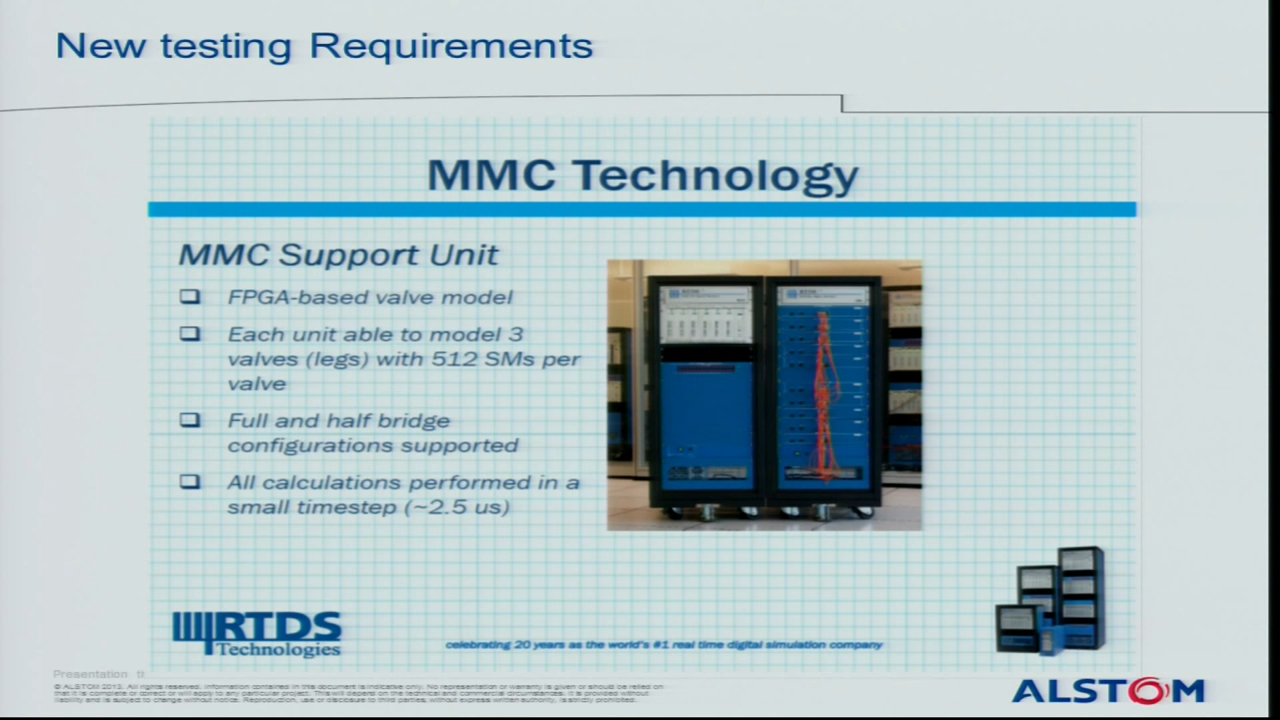 New testing Requirements
MMC Technology
MMC Support Unit
FPGA-based valve model
Each unit able to model 3
valves (legs) with 512 SMs per
valve
Full and half bridge
configurations supported
All calculations performed in a
small timestep (~2.5 us)
RTDS
Technologies
celebrating 20 years as the world's #1 real time digital simulation company
Presentation
© ALSTOM 2013. All rights reserved. Information contained in this document is indicative only. No representation or warranty is given or should be relied on
that it is complete or correct or will apply to any particular project. This will depend on the technical and commercial circumstances. It is provided without
liability and is subject to change without notice. Reproduction, use or disclosure to third parties, without express written authority, is strictly prohibited.
ALSTOM